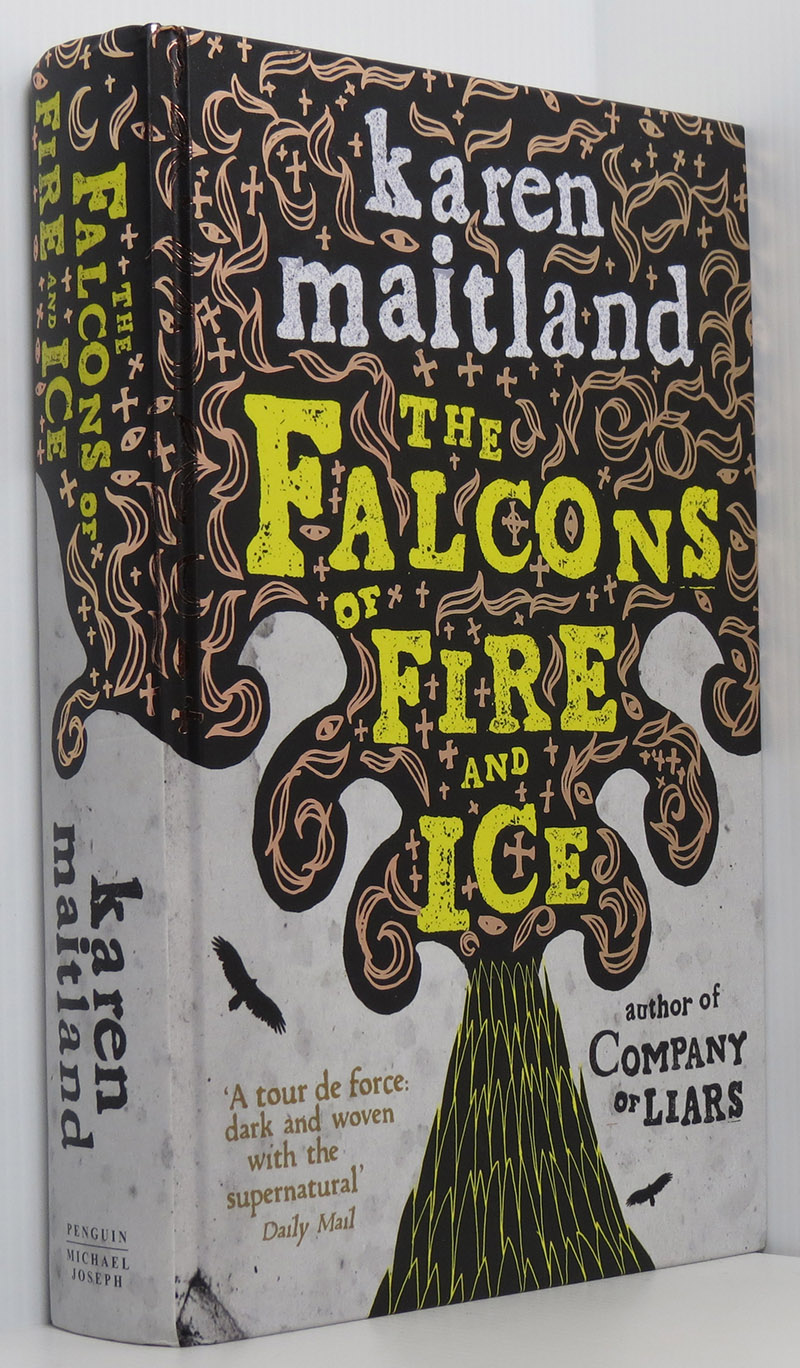 THE
FALCONS OF
FIRE AND ICE
karen
maitland
PENGUIN
MICHAEL
JOSEPH
karen
maitland
THE
FALCONS
OF
FIRE
AND
ICE
author of
COMPANY
OF LIARS
'A tour de force:
dark and woven
with the
supernatural'
Daily Mail